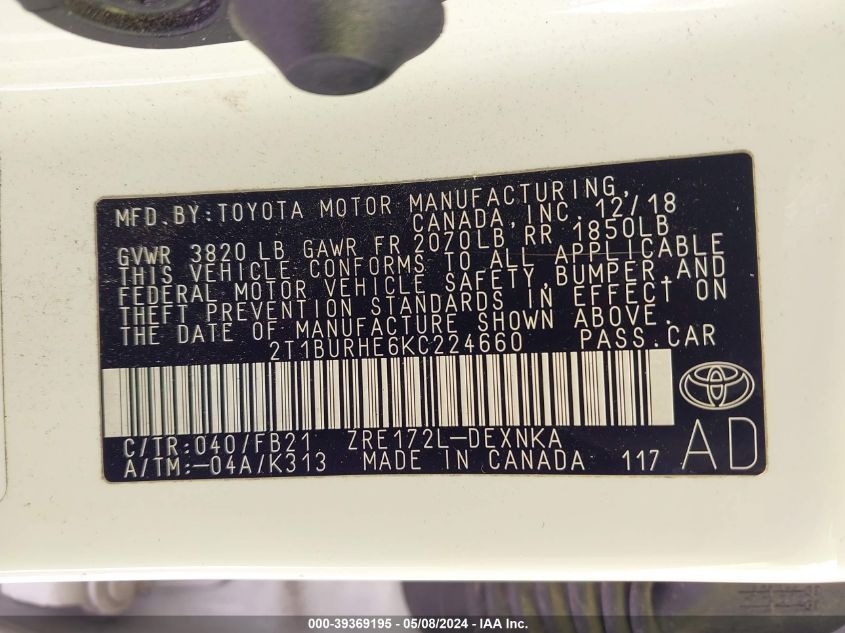 MFD. BY: TOYOTA MOTOR MANUFACTURING,
CANADA, INC. 12/18
GVWR 3820 LB GAWR FR 2070LB RR 1850LB
THIS VEHICLE CONFORMS TO ALL APPLICABLE
FEDERAL MOTOR VEHICLE SAFETY, BUMPER, AND
THEFT PREVENTION STANDARDS IN EFFECT ON
THE DATE OF MANUFACTURE SHOWN ABOVE.
2T1BURHE6KC224660 PASS. CAR
C/TR: 040/FB21 ZRE172L-DEXNKA
A/TM: -04A/K313 MADE IN CANADA 117 AD
000-39369195 - 05/08/2024 - IAA Inc.